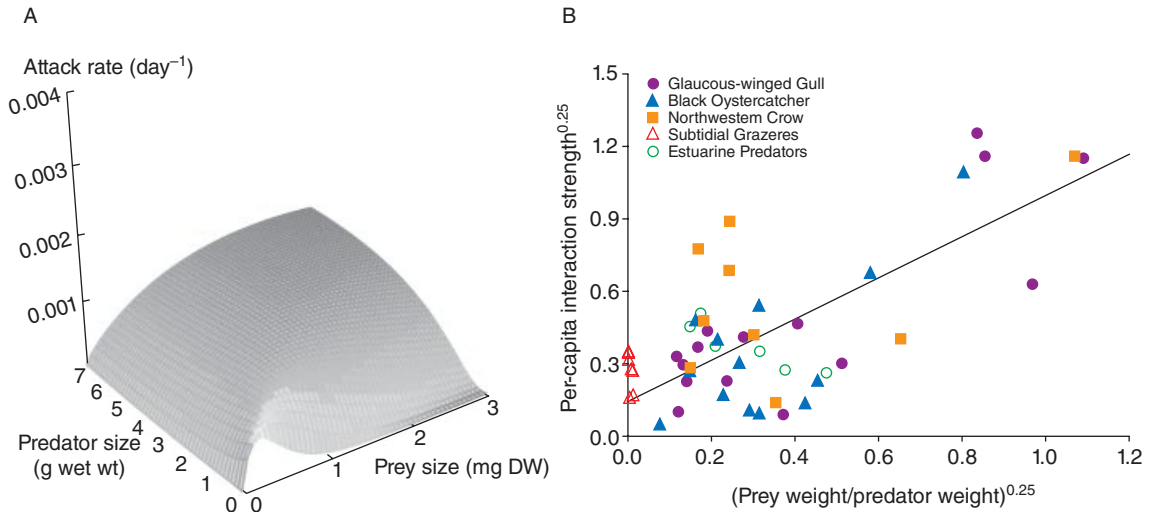 A
Attack rate (day⁻¹)
0.004
0.003
0.002
0.001
7
6
5
4
3
2
1
0
0
1
2
3
Predator size
(g wet wt)
Prey size (mg DW)
B
Per-capita interaction strength^0.25
1.5
1.2
0.9
0.6
0.3
0.0
Glaucous-winged Gull
Black Oystercatcher
Northwestern Crow
Subtidal Grazeres
Estuarine Predators
0.0 0.2 0.4 0.6 0.8 1.0 1.2
(Prey weight/predator weight)^0.25